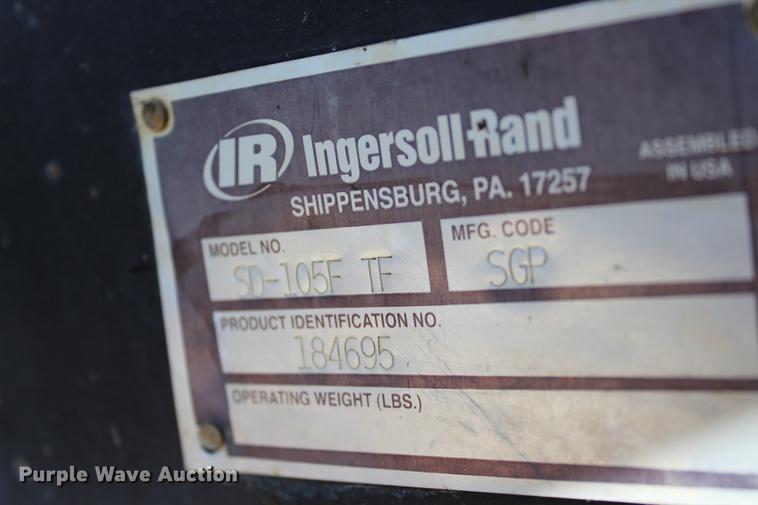 IR Ingersoll-Rand
SHIPPENSBURG, PA. 17257
ASSEMBLED
IN USA
MODEL NO.
SD-105F TF
MFG. CODE
SGP
PRODUCT IDENTIFICATION NO.
184695
OPERATING WEIGHT (LBS.)
Purple Wave Auction